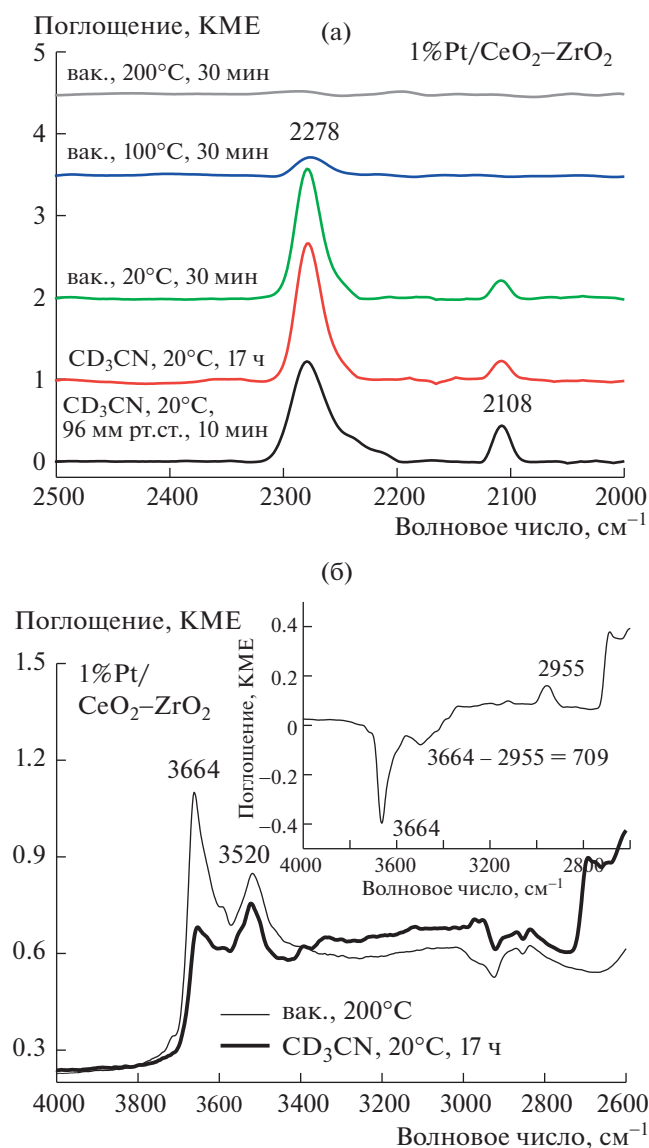 Поглощение, КМЕ
(а)
1%Pt/CeO₂–ZrO₂
5
вак., 200°C, 30 мин
4
2278
вак., 100°C, 30 мин
3
вак., 20°C, 30 мин
2
CD₃CN, 20°C, 17 ч
1
CD₃CN, 20°C,
96 мм рт.ст., 10 мин
2108
0
2500 2400 2300 2200 2100 2000
Волновое число, см⁻¹
(б)
Поглощение, КМЕ
1.5
1%Pt/
CeO₂–ZrO₂
1.2
3664
0.9
3520
0.6
0.3
Поглощение, КМЕ
0.4
0.2
0
−0.2
−0.4
2955
3664 – 2955 = 709
3664
4000 3600 3200 2800
Волновое число, см⁻¹
вак., 200°C
CD₃CN, 20°C, 17 ч
4000 3800 3600 3400 3200 3000 2800 2600
Волновое число, см⁻¹